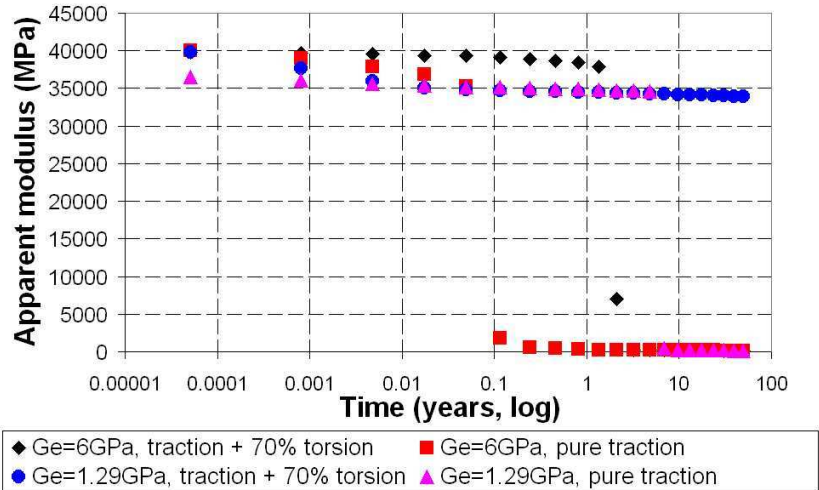 Apparent modulus (MPa)
45000
40000
35000
30000
25000
20000
15000
10000
5000
0
0.00001 0.0001 0.001 0.01 0.1 1 10 100
Time (years, log)
Ge=6GPa, traction + 70% torsion Ge=6GPa, pure traction
Ge=1.29GPa, traction + 70% torsion Ge=1.29GPa, pure traction